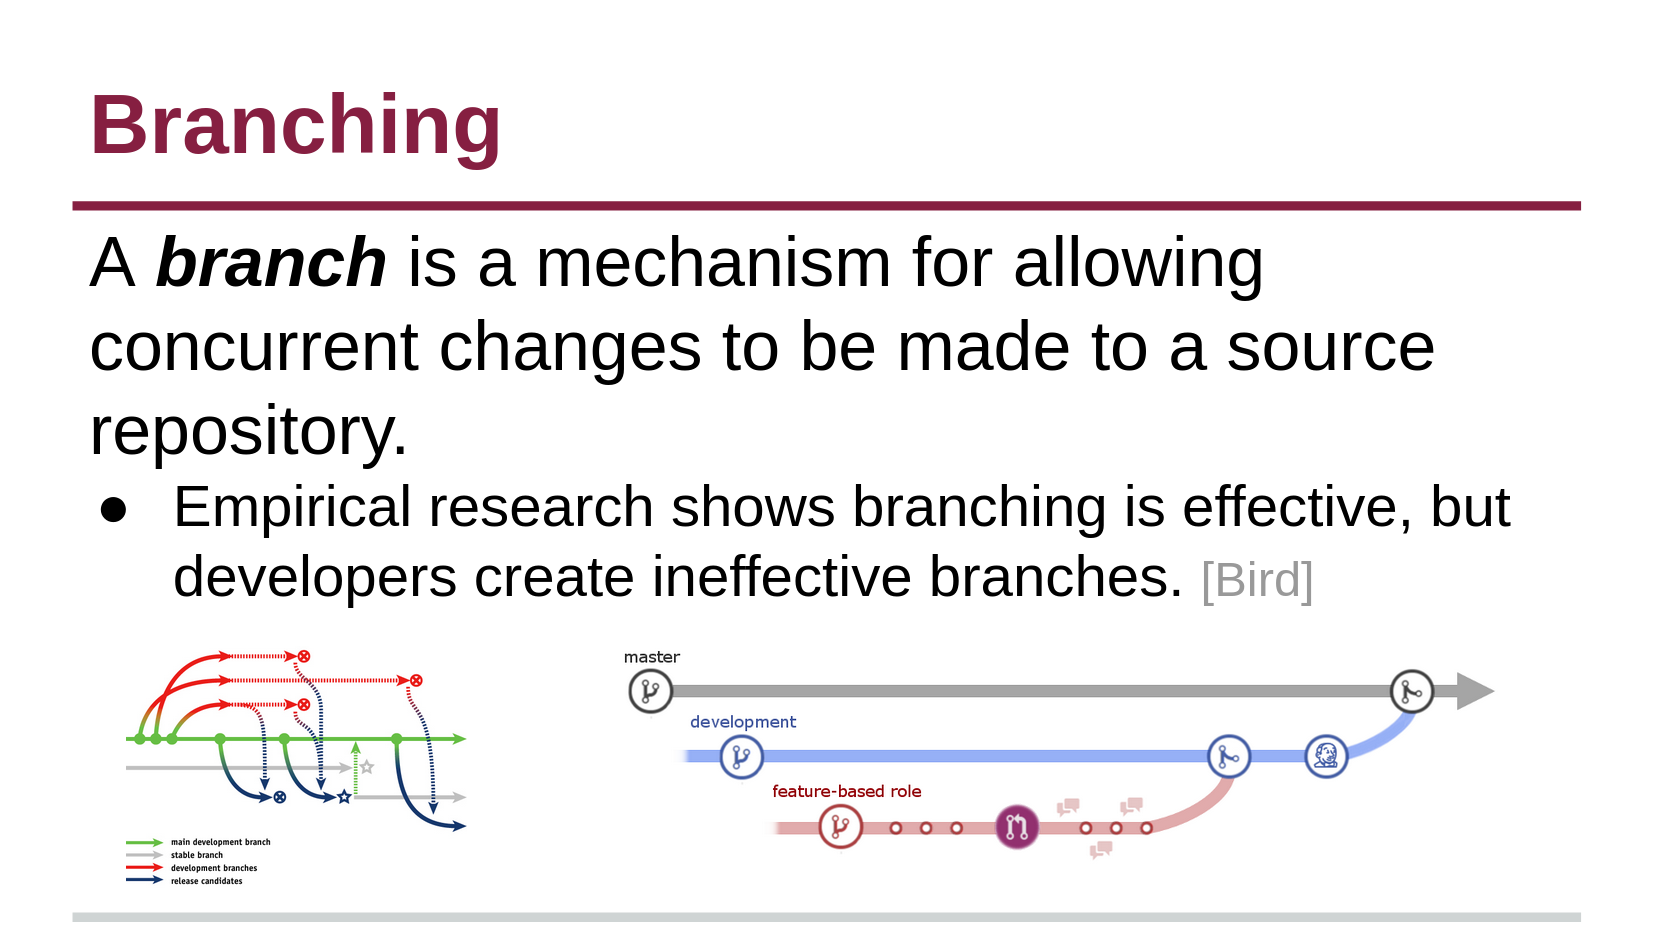 Branching
A branch is a mechanism for allowing
concurrent changes to be made to a source
repository.
● Empirical research shows branching is effective, but
developers create ineffective branches. [Bird]
main development branch
stable branch
development branches
release candidates
master
development
feature-based role